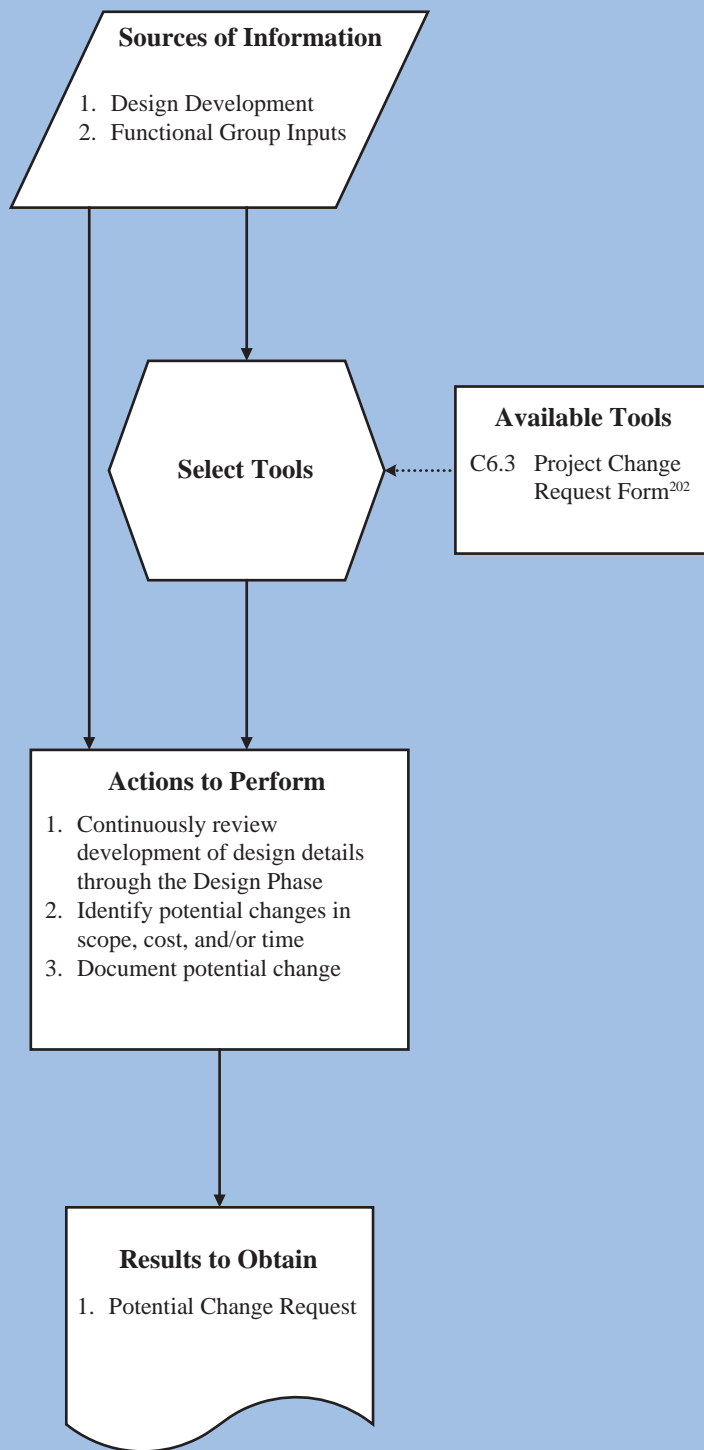 Sources of Information
1. Design Development
2. Functional Group Inputs
Select Tools
Available Tools
C6.3 Project Change
Request Form202
Actions to Perform
1. Continuously review
development of design details
through the Design Phase
2. Identify potential changes in
scope, cost, and/or time
3. Document potential change
Results to Obtain
1. Potential Change Request